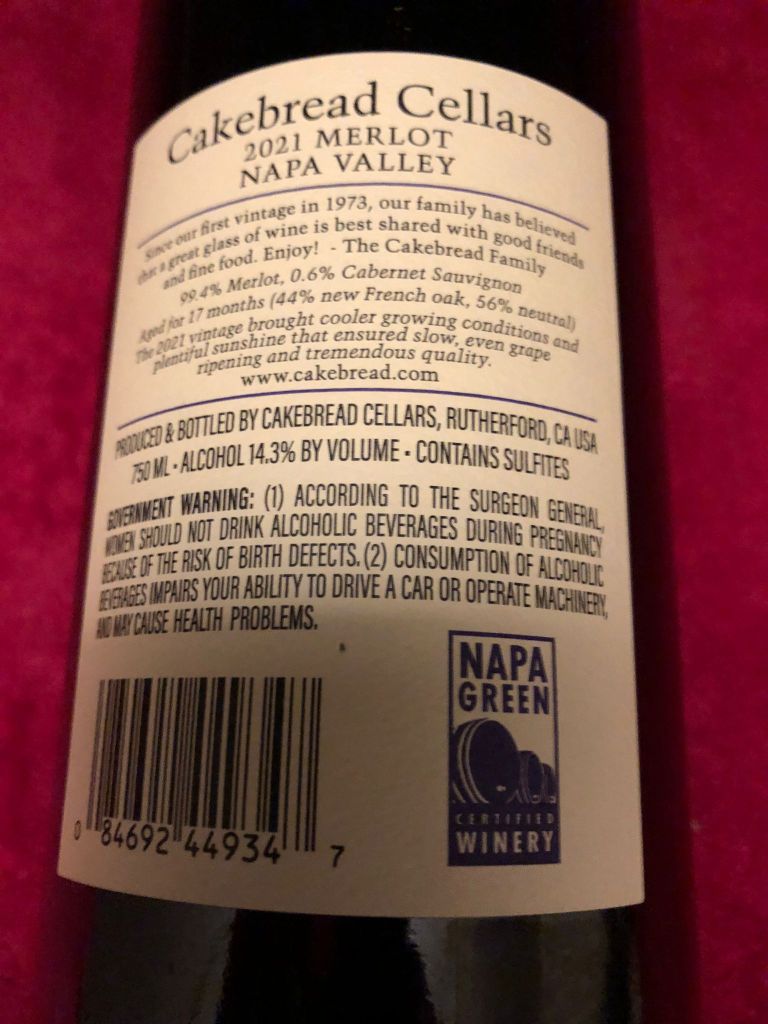 Cakebread Cellars
2021 MERLOT
NAPA VALLEY
Since our first vintage in 1973, our family has believed
that a great glass of wine is best shared with good friends
and fine food. Enjoy! - The Cakebread Family
99.4% Merlot, 0.6% Cabernet Sauvignon
Aged for 17 months (44% new French oak, 56% neutral)
The 2021 vintage brought cooler growing conditions and
plentiful sunshine that ensured slow, even grape
ripening and tremendous quality.
www.cakebread.com
PRODUCED & BOTTLED BY CAKEBREAD CELLARS, RUTHERFORD, CA USA
750 ML • ALCOHOL 14.3% BY VOLUME • CONTAINS SULFITES
GOVERNMENT WARNING: (1) ACCORDING TO THE SURGEON GENERAL,
WOMEN SHOULD NOT DRINK ALCOHOLIC BEVERAGES DURING PREGNANCY
BECAUSE OF THE RISK OF BIRTH DEFECTS. (2) CONSUMPTION OF ALCOHOLIC
BEVERAGES IMPAIRS YOUR ABILITY TO DRIVE A CAR OR OPERATE MACHINERY,
AND MAY CAUSE HEALTH PROBLEMS.
NAPA
GREEN
CERTIFIED
WINERY
0 84692 44934 7